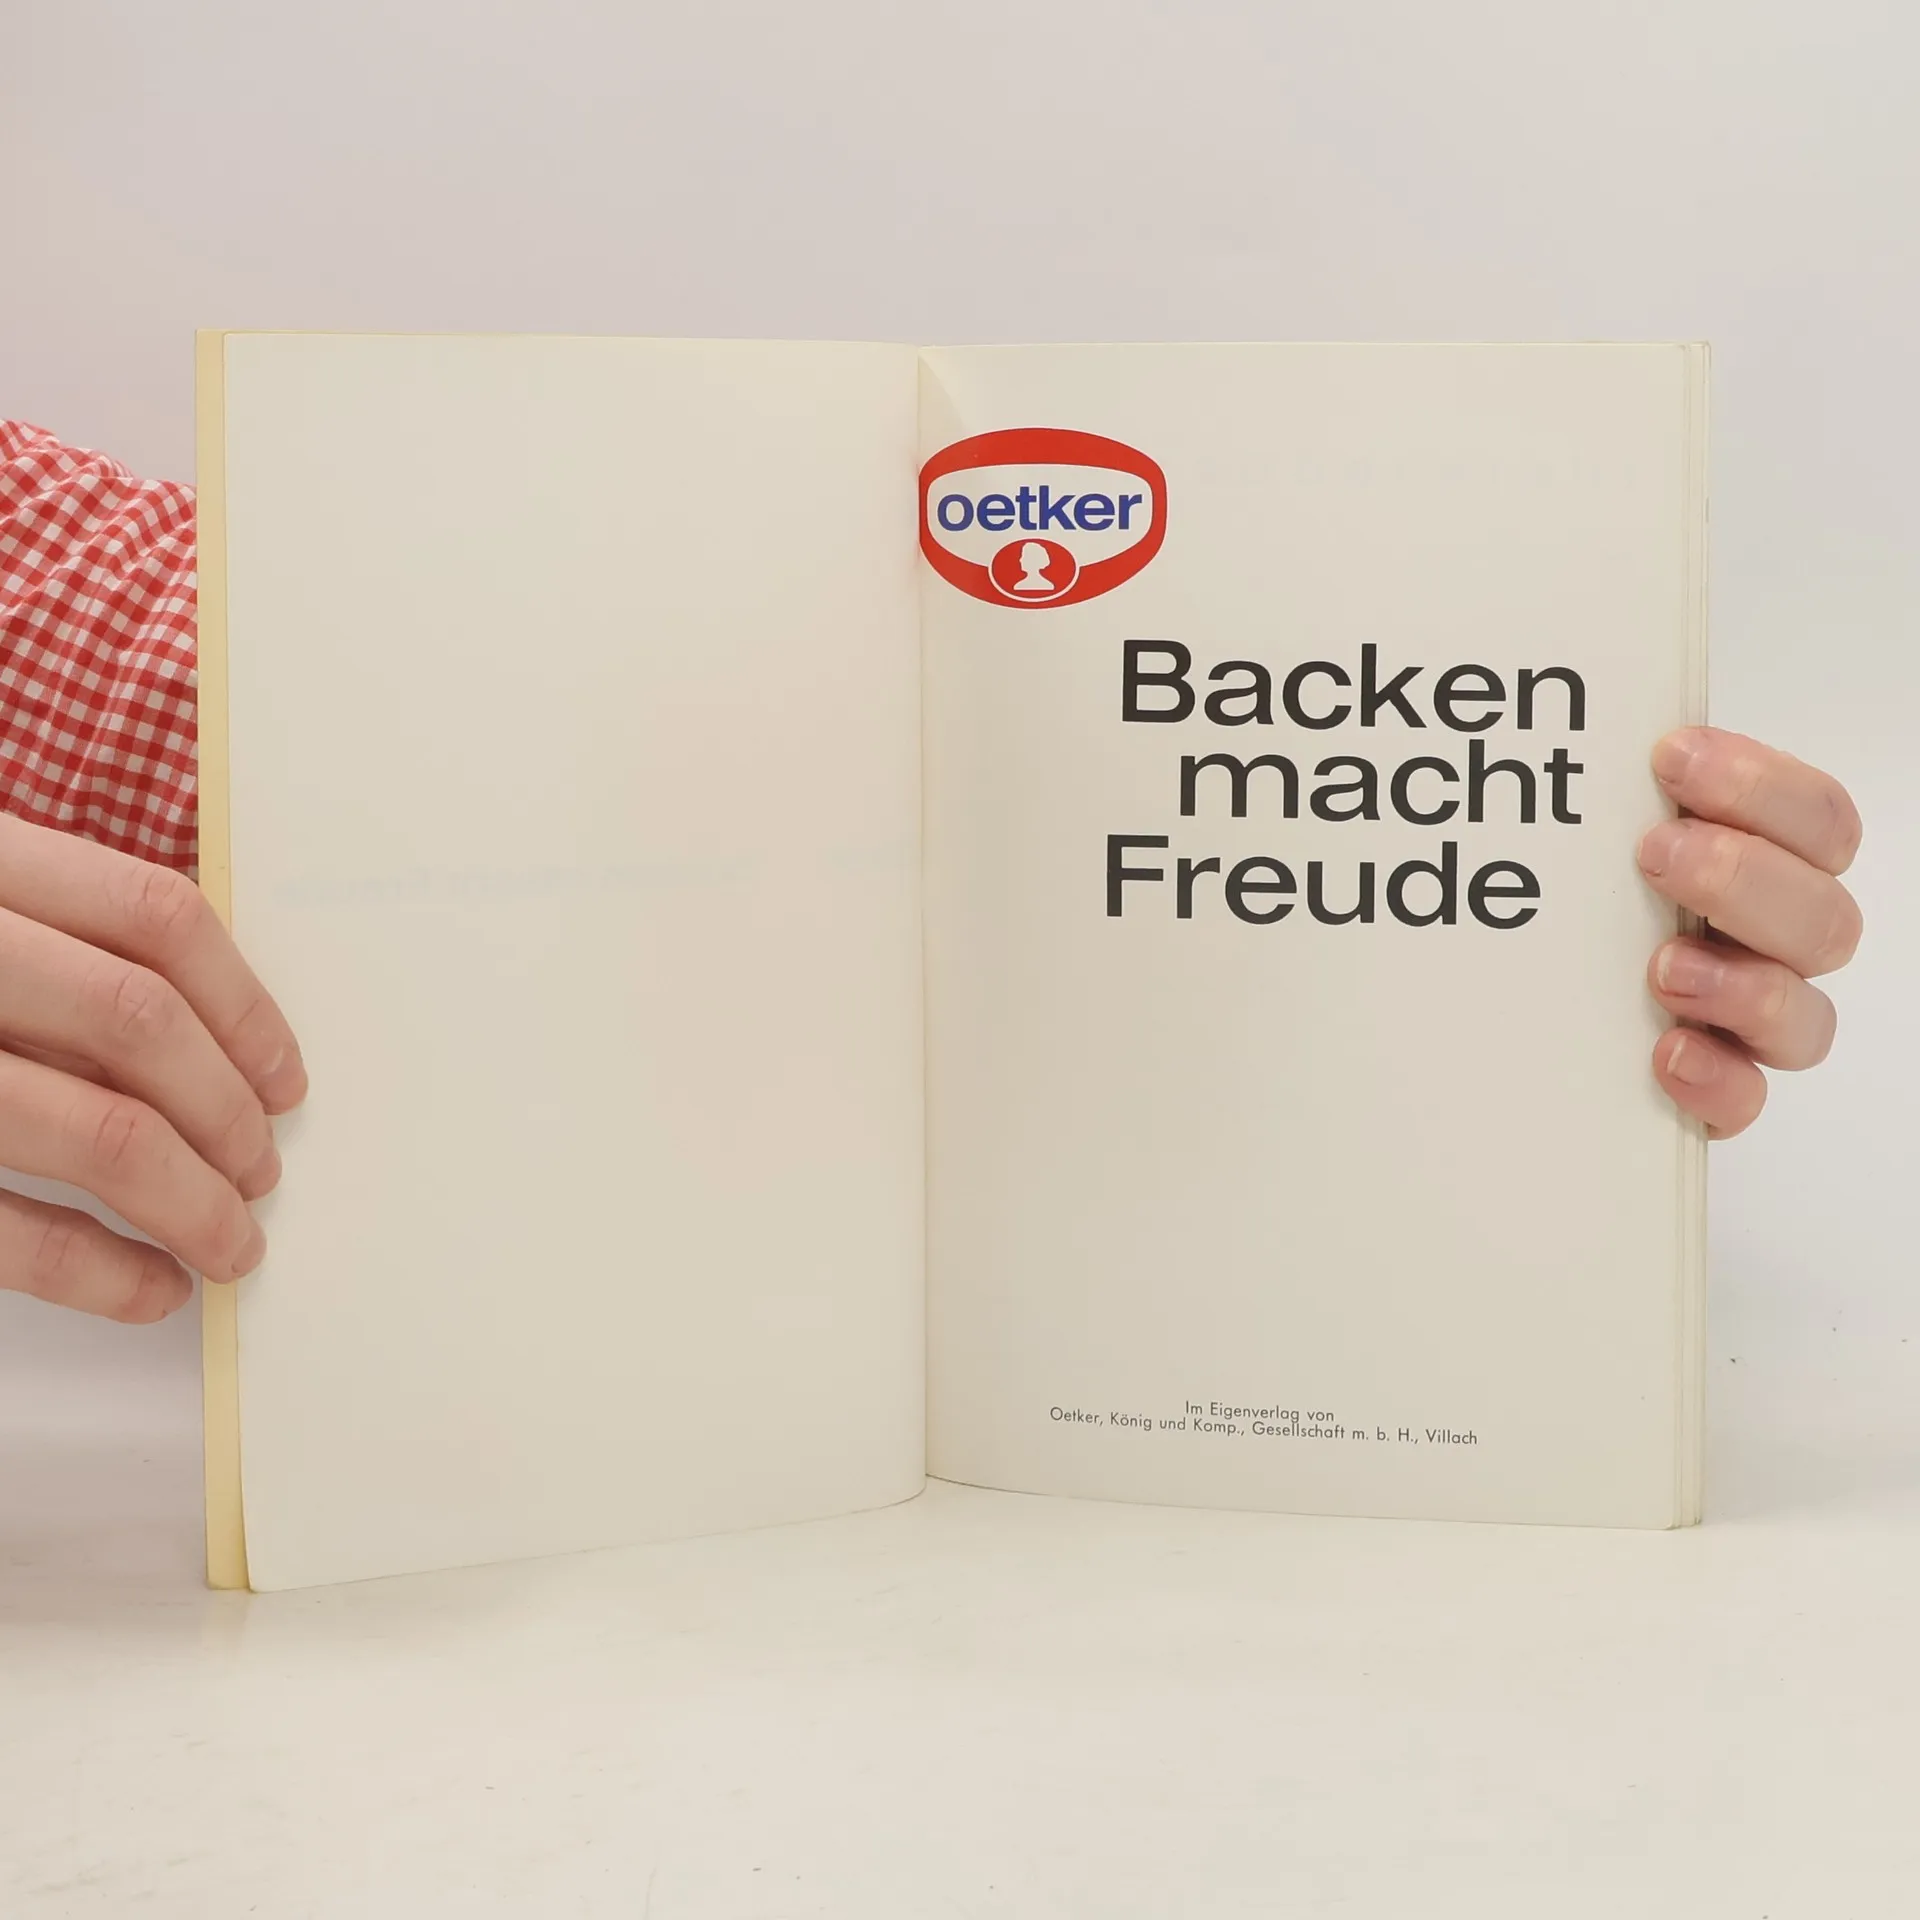 oetker
Backen
macht
Freude
Im Eigenverlag von
Oetker, König und Komp., Gesellschaft m. b. H., Villach